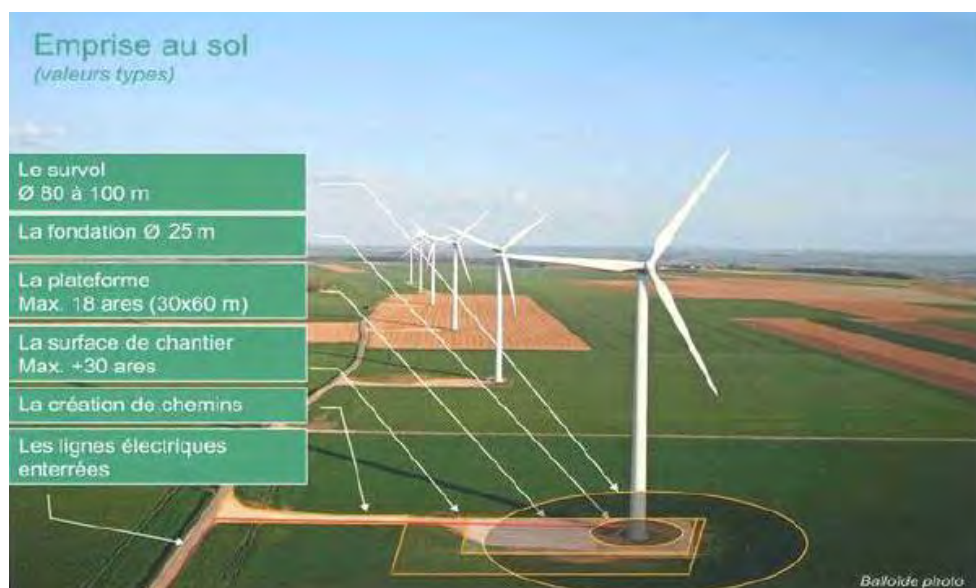 Emprise au sol
(valeurs types)
Le survol
Ø 80 à 100 m
La fondation Ø 25 m
La plateforme
Max. 18 ares (30x60 m)
La surface de chantier
Max. +30 ares
La création de chemins
Les lignes électriques
enterrées
Balloïde photo